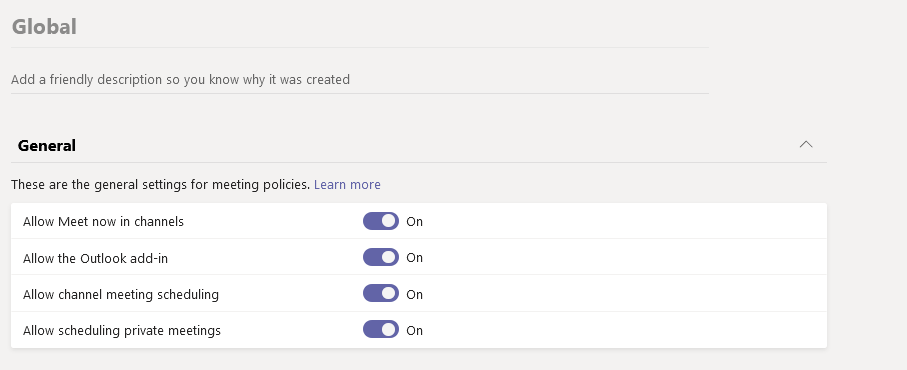 Global
Add a friendly description so you know why it was created
General
These are the general settings for meeting policies. Learn more
Allow Meet now in channels On
Allow the Outlook add-in On
Allow channel meeting scheduling On
Allow scheduling private meetings On